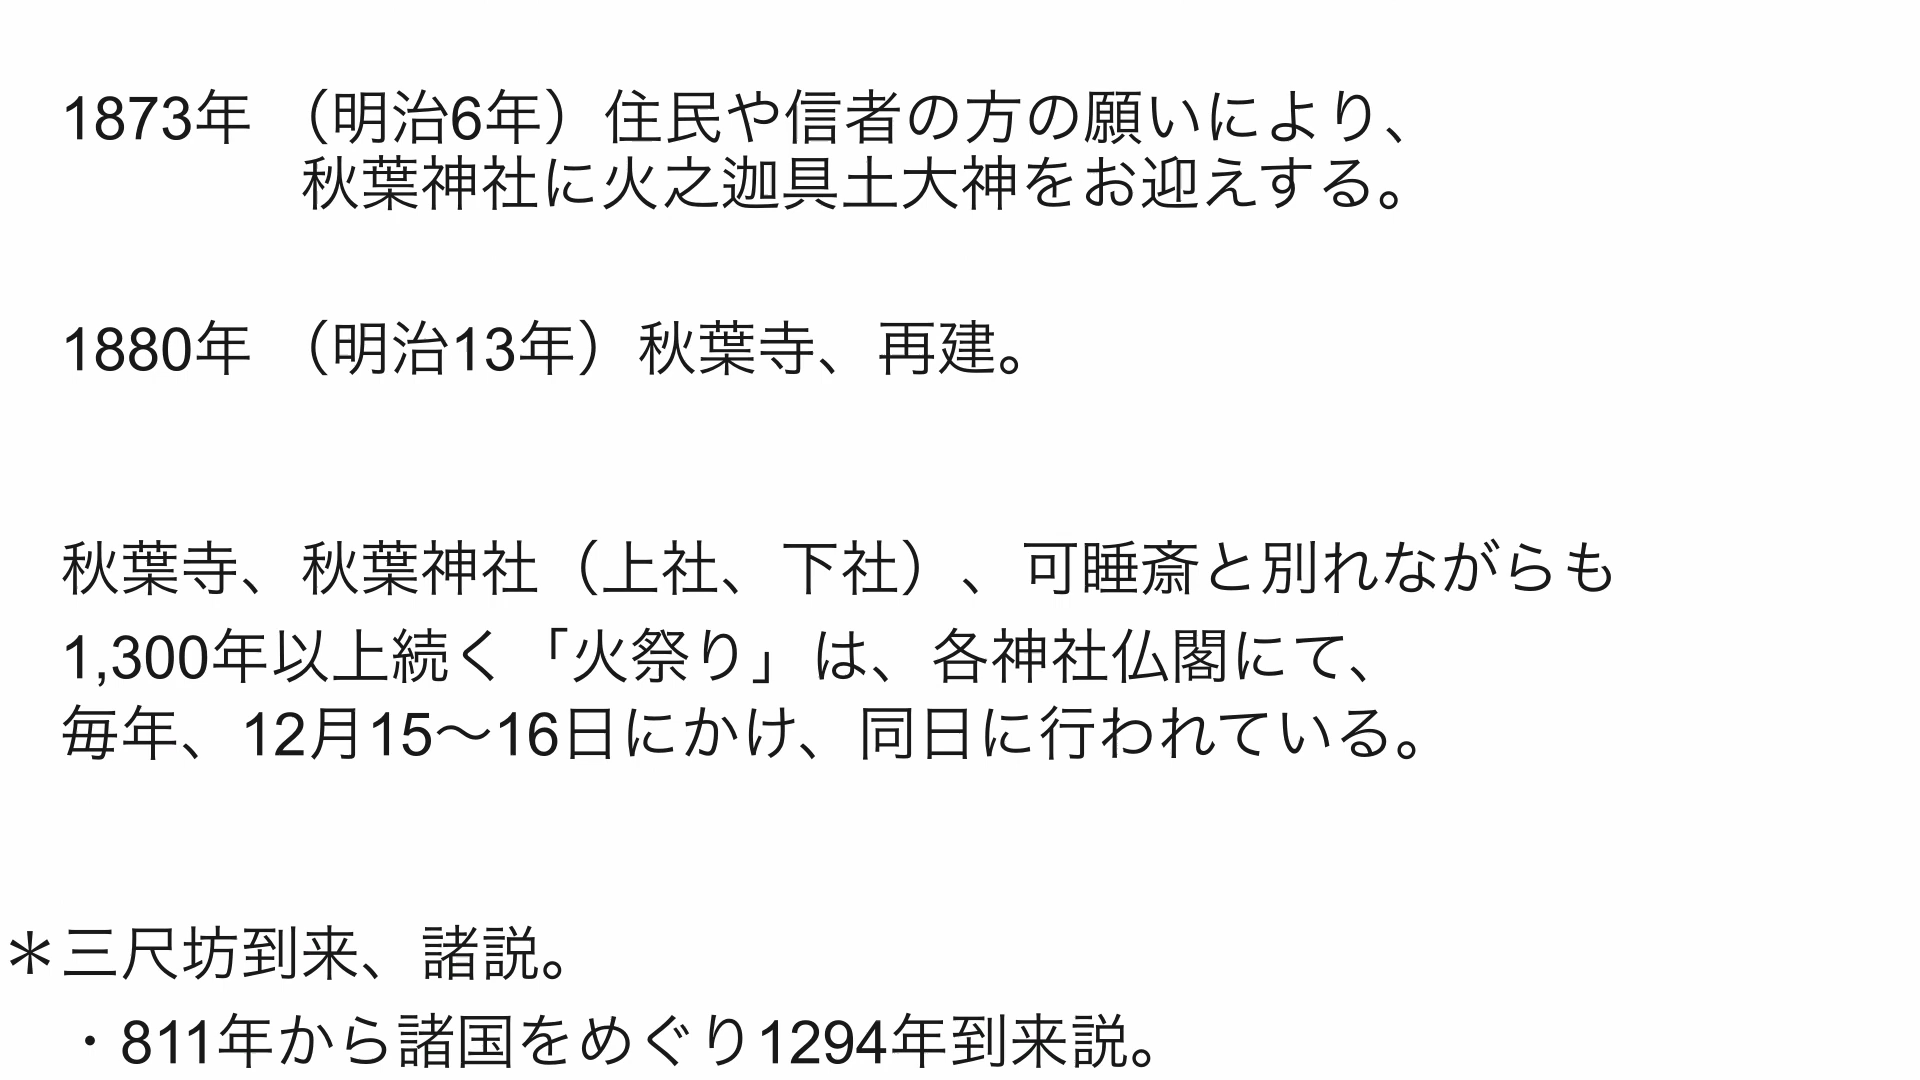 1873年 （明治6年）住民や信者の方の願いにより、
秋葉神社に火之迦具土大神をお迎えする。
1880年 （明治13年）秋葉寺、再建。
秋葉寺、秋葉神社（上社、下社）、可睡斎と別れながらも
1,300年以上続く「火祭り」は、各神社仏閣にて、
毎年、12月15〜16日にかけ、同日に行われている。
＊三尺坊到来、諸説。
・811年から諸国をめぐり1294年到来説。